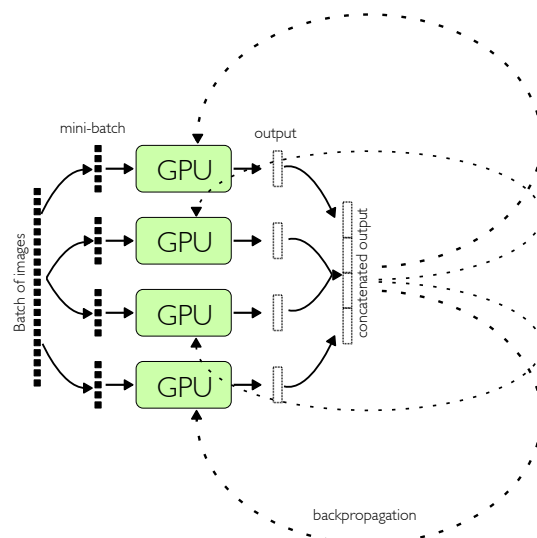 mini-batch
output
GPU
GPU
GPU
GPU
Batch of images
concatenated output
backpropagation